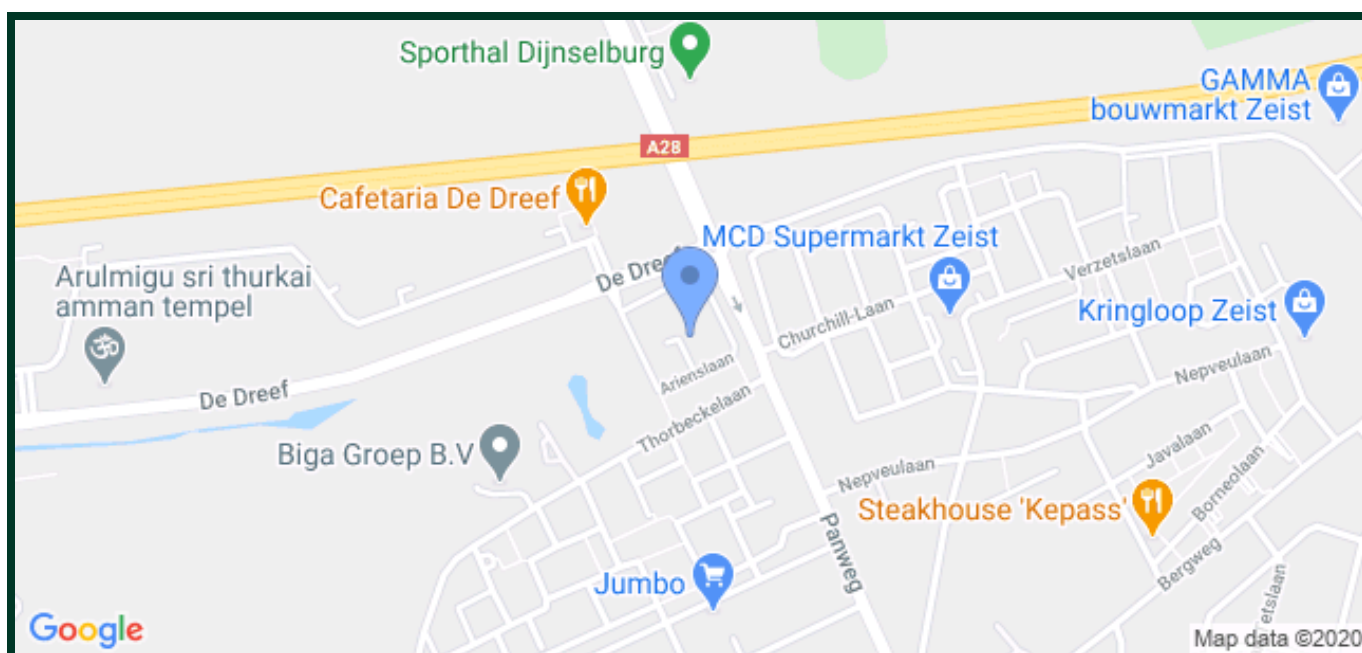 Sporthal Dijnselburg
GAMMA
bouwmarkt Zeist
A28
Cafetaria De Dreef
MCD Supermarkt Zeist
De Dreef
Verzetslaan
Arulmigu sri thurkai
amman tempel
Kringloop Zeist
Churchill-Laan
Arienslaan
Nepveulaan
De Dreef
Thorbeckelaan
Biga Groep B.V
Javalaan
Nepveulaan
Borneolaan
Steakhouse 'Kepass'
Panweg
Bergweg
Jumbo
etslaan
Google
Map data ©2020